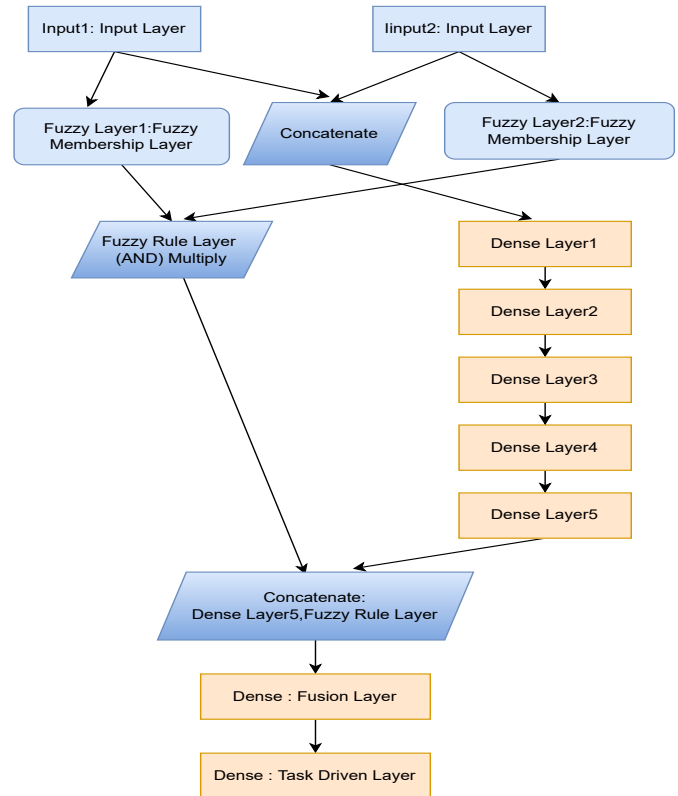 Input1: Input Layer
Iinput2: Input Layer
Fuzzy Layer1:Fuzzy
Membership Layer
Concatenate
Fuzzy Layer2:Fuzzy
Membership Layer
Fuzzy Rule Layer
(AND) Multiply
Dense Layer1
Dense Layer2
Dense Layer3
Dense Layer4
Dense Layer5
Concatenate:
Dense Layer5,Fuzzy Rule Layer
Dense : Fusion Layer
Dense : Task Driven Layer